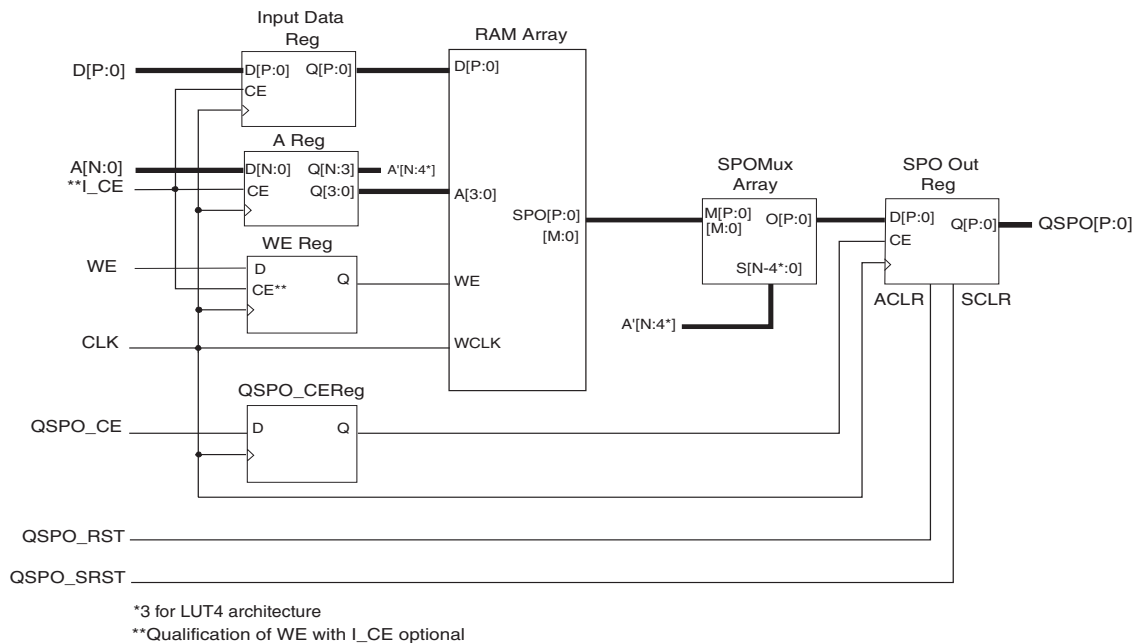 Input Data
Reg
RAM Array
D[P:0]
D[P:0] Q[P:0]
CE
D[P:0]
A Reg
A[N:0]
**I_CE
D[N:0] Q[N:3]
CE Q[3:0]
A'[N:4*]
A[3:0]
SPO[P:0]
[M:0]
SPOMux
Array
M[P:0] O[P:0]
[M:0]
S[N-4*:0]
A'[N:4*]
SPO Out
Reg
D[P:0] Q[P:0]
CE
QSPO[P:0]
ACLR SCLR
WE Reg
WE
D Q
CE**
WE
CLK
WCLK
QSPO_CEReg
QSPO_CE
D Q
QSPO_RST
QSPO_SRST
*3 for LUT4 architecture
**Qualification of WE with I_CE optional